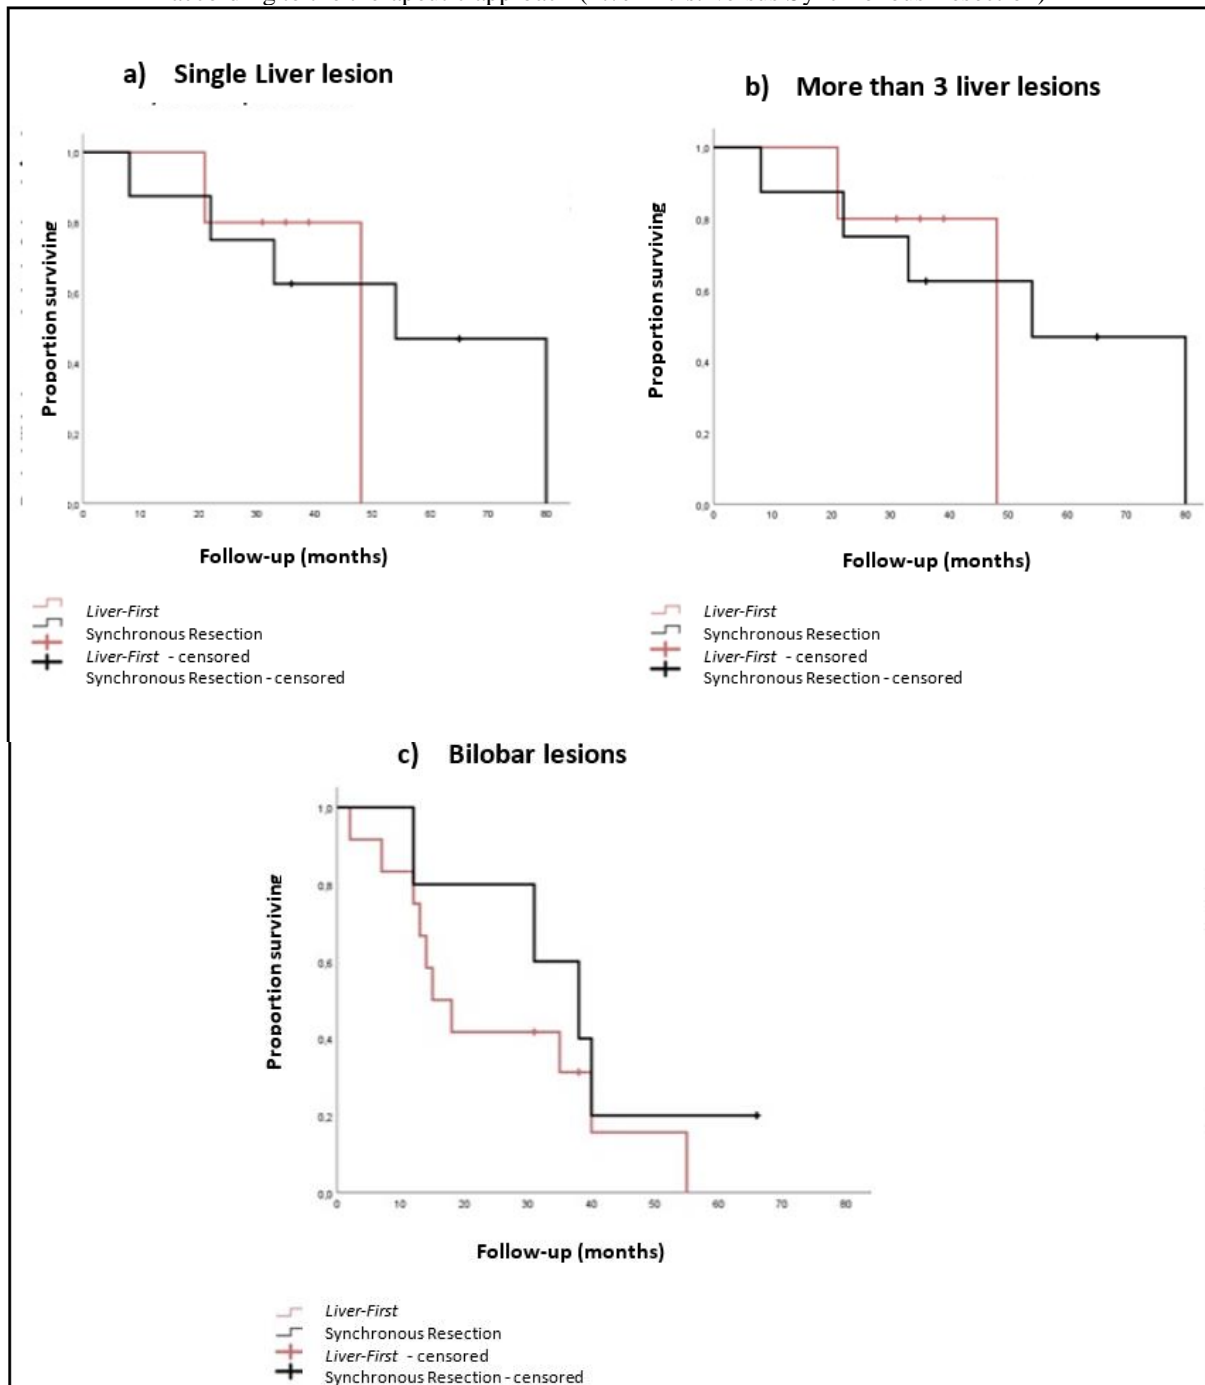 a) Single Liver lesion
1,0
0,8
0,6
0,4
0,2
0,0
0 10 20 30 40 50 60 70 80
Proportion surviving
Follow-up (months)
Liver-First
Synchronous Resection
Liver-First - censored
Synchronous Resection - censored
b) More than 3 liver lesions
1,0
0,8
0,6
0,4
0,2
0,0
0 10 20 30 40 50 60 70 80
Proportion surviving
Follow-up (months)
Liver-First
Synchronous Resection
Liver-First - censored
Synchronous Resection - censored
c) Bilobar lesions
1,0
0,8
0,6
0,4
0,2
0,0
0 10 20 30 40 50 60 70 80
Proportion surviving
Follow-up (months)
Liver-First
Synchronous Resection
Liver-First - censored
Synchronous Resection - censored